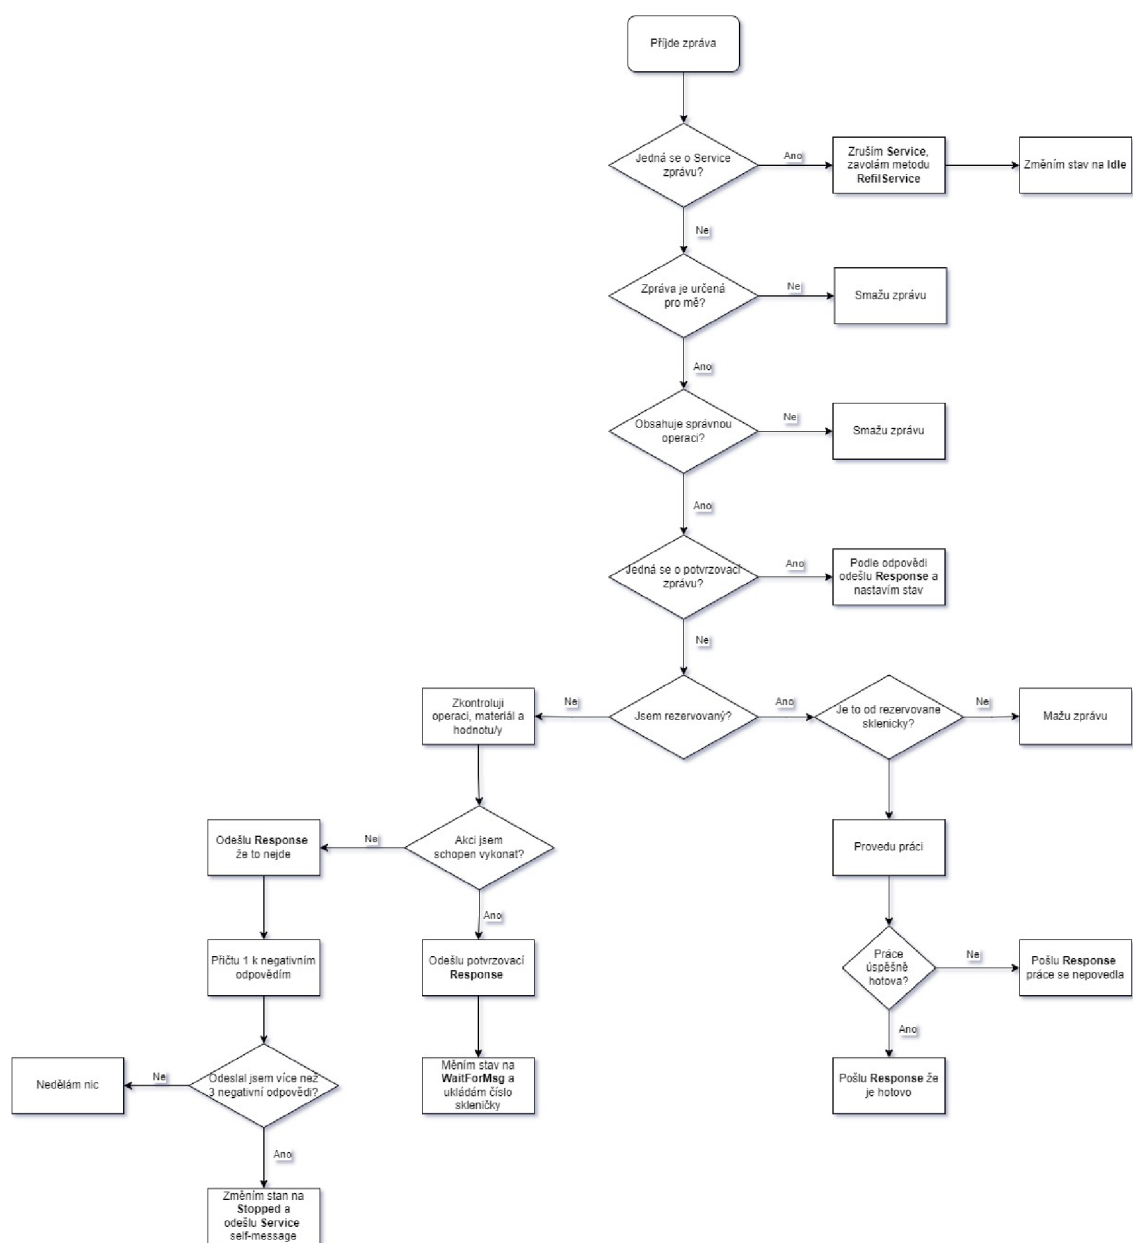 Příjde zpráva
Jedná se o Service
zprávu?
Ano
Zruším Service,
zavolám metodu
RefilService
Změním stav na Idle
Ne
Zpráva je určená
pro mě?
Ne
Smažu zprávu
Ano
Obsahuje správnou
operaci?
Ne
Smažu zprávu
Ano
Jedná se o potvrzovací
zprávu?
Ano
Podle odpovědi
odešlu Response a
nastavím stav
Ne
Zkontroluji
operaci, materiál a
hodnotu/y
Ne
Jsem rezervovaný?
Ano
Je to od rezervovane
sklenicky?
Ne
Mažu zprávu
Odešlu Response
že to nejde
Ne
Akci jsem
schopen vykonat?
Provedu práci
Ano
Přičtu 1 k negativním
odpovědím
Odešlu potvrzovací
Response
Práce
úspěšně
hotova?
Ne
Pošlu Response
práce se nepovedla
Ano
Nedělám nic
Ne
Odeslal jsem více než
3 negativní odpovědi?
Měním stav na
WaitForMsg a
ukládám číslo
skleničky
Pošlu Response že
je hotovo
Ano
Změním stan na
Stopped a
odešlu Service
self-message